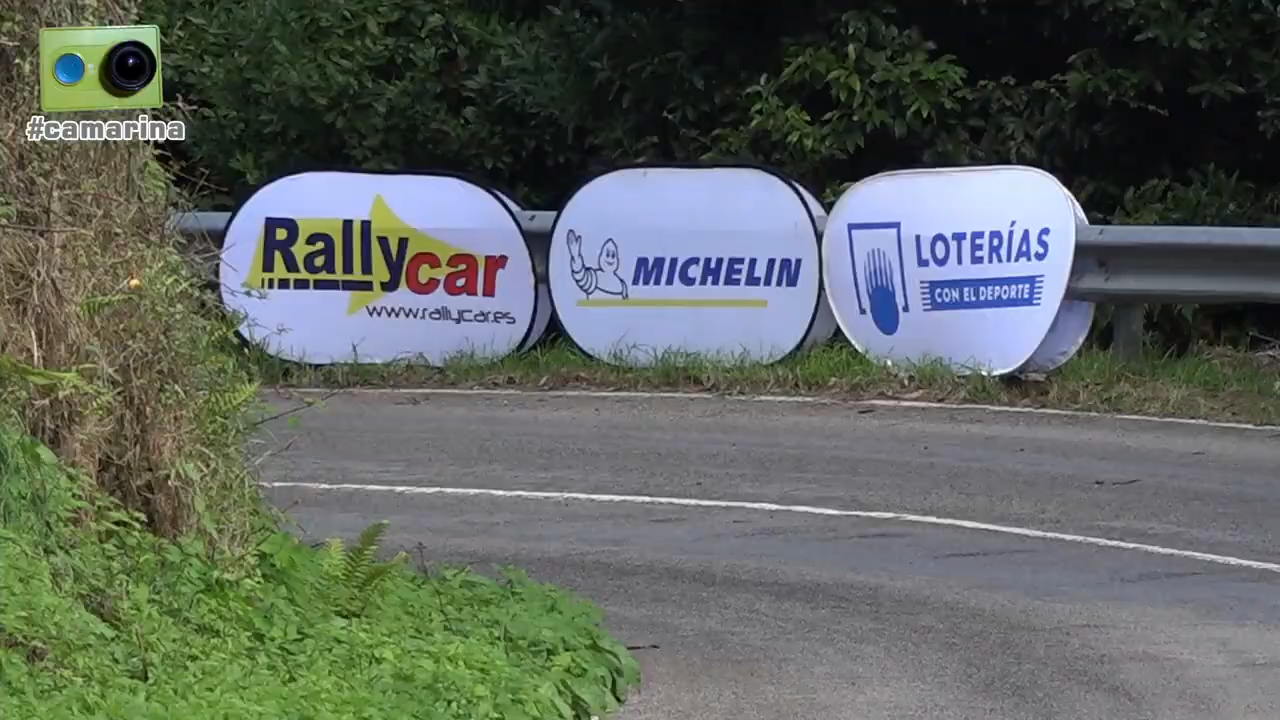 #camarina
Rallycar
www.rallycar.es
MICHELIN
LOTERÍAS
CON EL DEPORTE